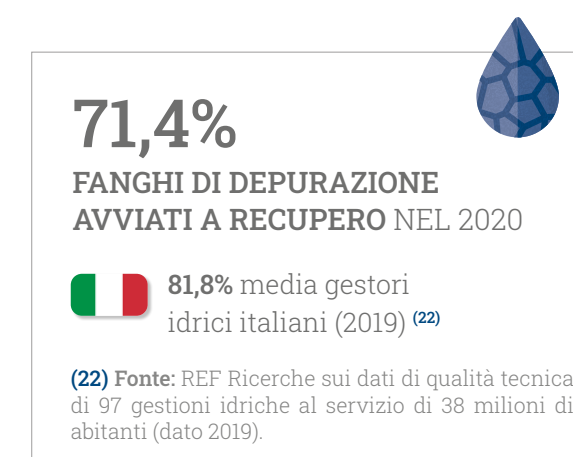 71,4%
FANGHI DI DEPURAZIONE
AVVIATI A RECUPERO NEL 2020
81,8% media gestori
idrici italiani (2019) (22)
(22) Fonte: REF Ricerche sui dati di qualità tecnica
di 97 gestioni idriche al servizio di 38 milioni di
abitanti (dato 2019).